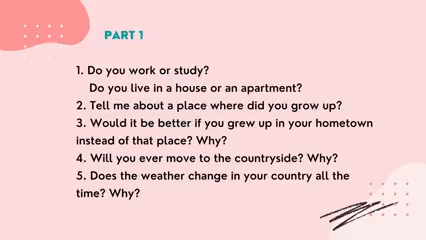 PART 1
1. Do you work or study?
Do you live in a house or an apartment?
2. Tell me about a place where did you grow up?
3. Would it be better if you grew up in your hometown
instead of that place? Why?
4. Will you ever move to the countryside? Why?
5. Does the weather change in your country all the
time? Why?